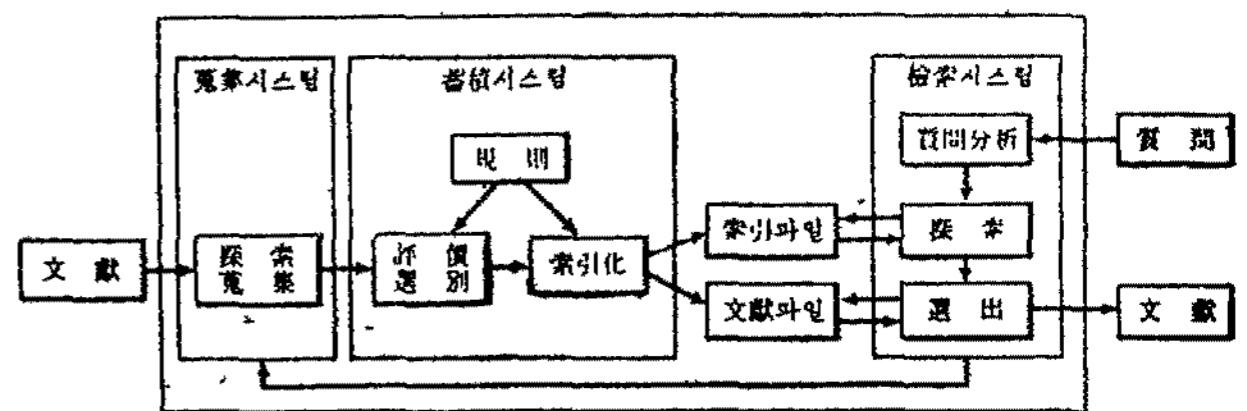 蒐集시스템
蓄積시스템
檢索시스템
規則
質問分析
質問
索引파일
探索
文獻
探索
蒐集
評價
選別
索引化
文獻파일
選出
文獻